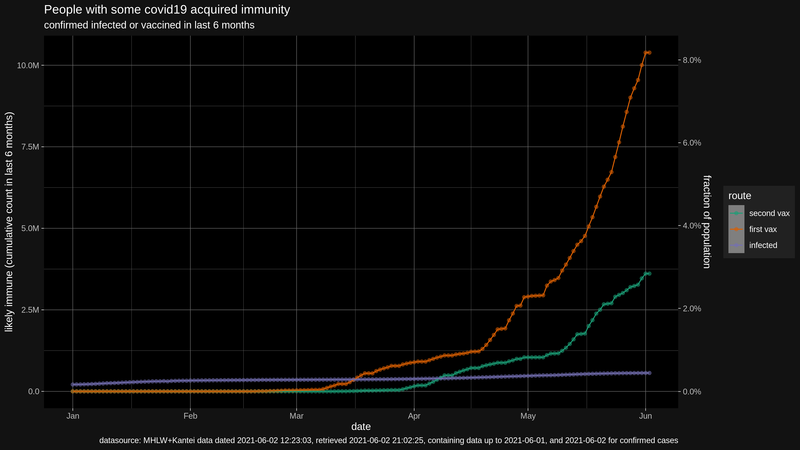 People with some covid19 acquired immunity
confirmed infected or vaccined in last 6 months
likely immune (cumulative count in last 6 months)
10.0M
7.5M
5.0M
2.5M
0.0
8.0%
6.0%
4.0%
2.0%
0.0%
fraction of population
route
second vax
first vax
infected
Jan
Feb
Mar
Apr
May
Jun
date
datasource: MHLW+Kantei data dated 2021-06-02 12:23:03, retrieved 2021-06-02 21:02:25, containing data up to 2021-06-01, and 2021-06-02 for confirmed cases